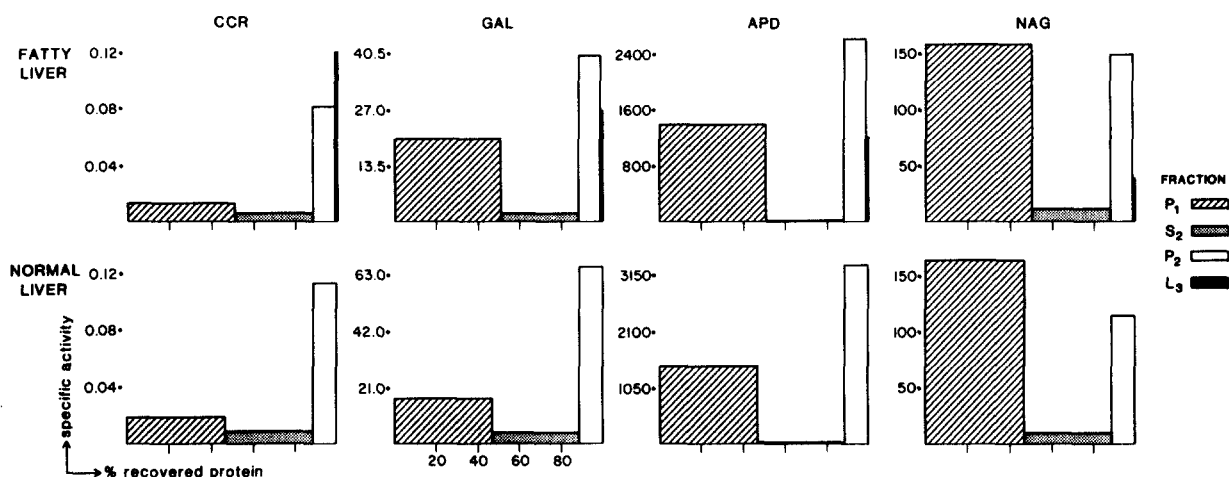 CCR
GAL
APD
NAG
FATTY
LIVER
0.12
0.08
0.04
40.5
27.0
13.5
2400
1600
800
150
100
50
FRACTION
P₁
S₂
P₂
L₃
NORMAL
LIVER
0.12
0.08
0.04
63.0
42.0
21.0
3150
2100
1050
150
100
50
specific activity
% recovered protein
20 40 60 80